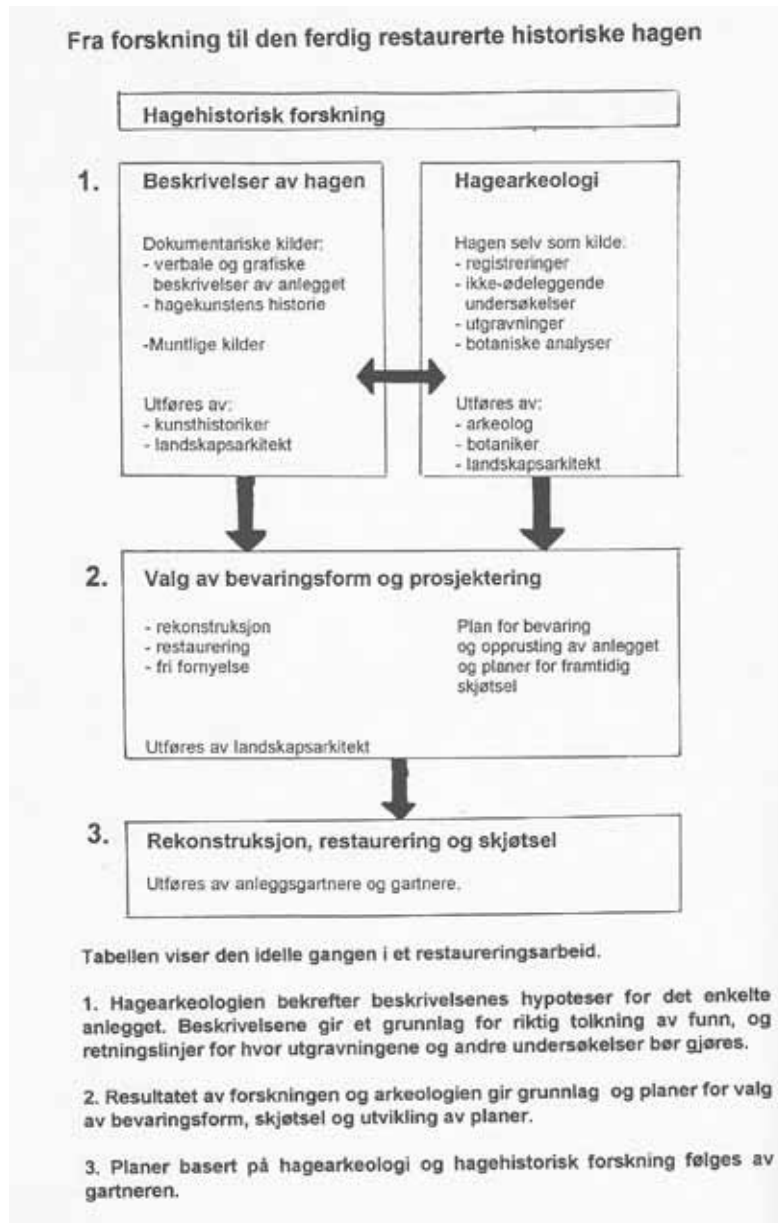 Fra forskning til den ferdig restaurerte historiske hagen
Hagehistorisk forskning
1.
Beskrivelser av hagen
Dokumentariske kilder:
- verbale og grafiske
beskrivelser av anlegget
- hagekunstens historie
-Muntlige kilder
Utføres av:
- kunsthistoriker
- landskapsarkitekt
Hagearkeologi
Hagen selv som kilde:
- registreringer
- ikke-ødeleggende
undersøkelser
- utgravninger
- botaniske analyser
Utføres av:
- arkeolog
- botaniker
- landskapsarkitekt
2.
Valg av bevaringsform og prosjektering
- rekonstruksjon
- restaurering
- fri fornyelse
Plan for bevaring
og opprusting av anlegget
og planer for framtidig
skjøtsel
Utføres av landskapsarkitekt
3.
Rekonstruksjon, restaurering og skjøtsel
Utføres av anleggsgartnere og gartnere.
Tabellen viser den idelle gangen i et restaureringsarbeid.
1. Hagearkeologien bekrefter beskrivelsenes hypoteser for det enkelte
anlegget. Beskrivelsene gir et grunnlag for riktig tolkning av funn, og
retningslinjer for hvor utgravningene og andre undersøkelser bør gjøres.
2. Resultatet av forskningen og arkeologien gir grunnlag og planer for valg
av bevaringsform, skjøtsel og utvikling av planer.
3. Planer basert på hagearkeologi og hagehistorisk forskning følges av
gartneren.